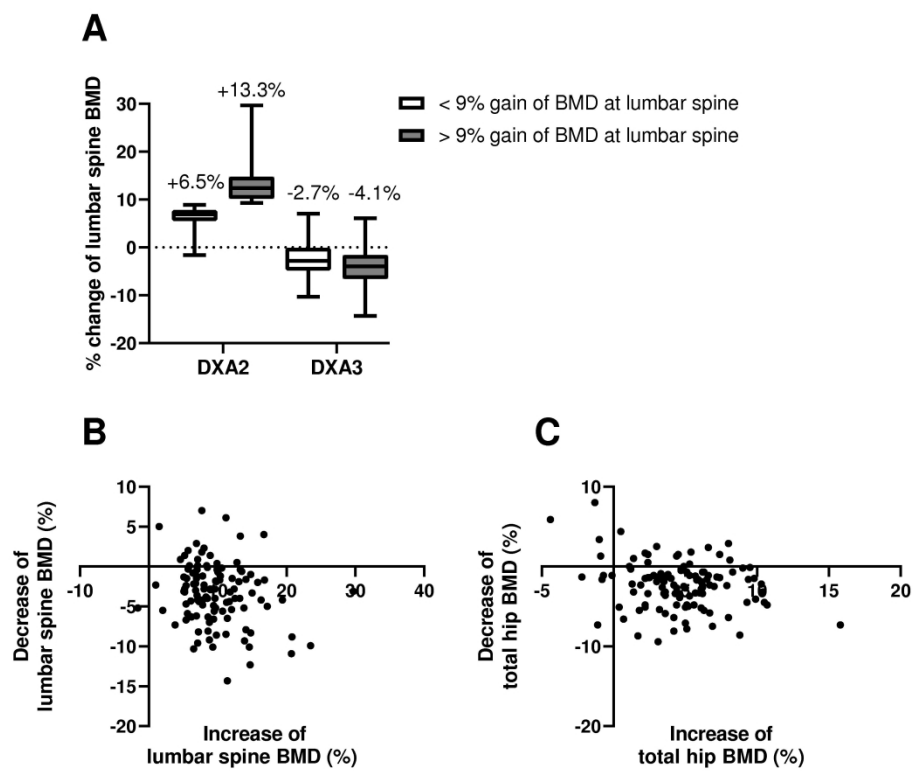 A
% change of lumbar spine BMD
30
20
10
0
-10
-20
+6.5%
+13.3%
-2.7%
-4.1%
DXA2
DXA3
< 9% gain of BMD at lumbar spine
> 9% gain of BMD at lumbar spine
B
Decrease of
lumbar spine BMD (%)
10
5
-5
-10
-15
-20
-10
10
20
30
40
Increase of
lumbar spine BMD (%)
C
Decrease of
total hip BMD (%)
10
-10
-20
-5
5
10
15
20
Increase of
total hip BMD (%)